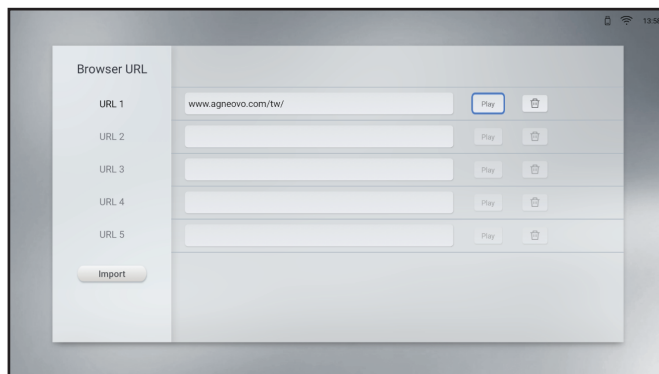 13:58
Browser URL
URL 1 www.agneovo.com/tw/ Play
URL 2 Play
URL 3 Play
URL 4 Play
URL 5 Play
Import